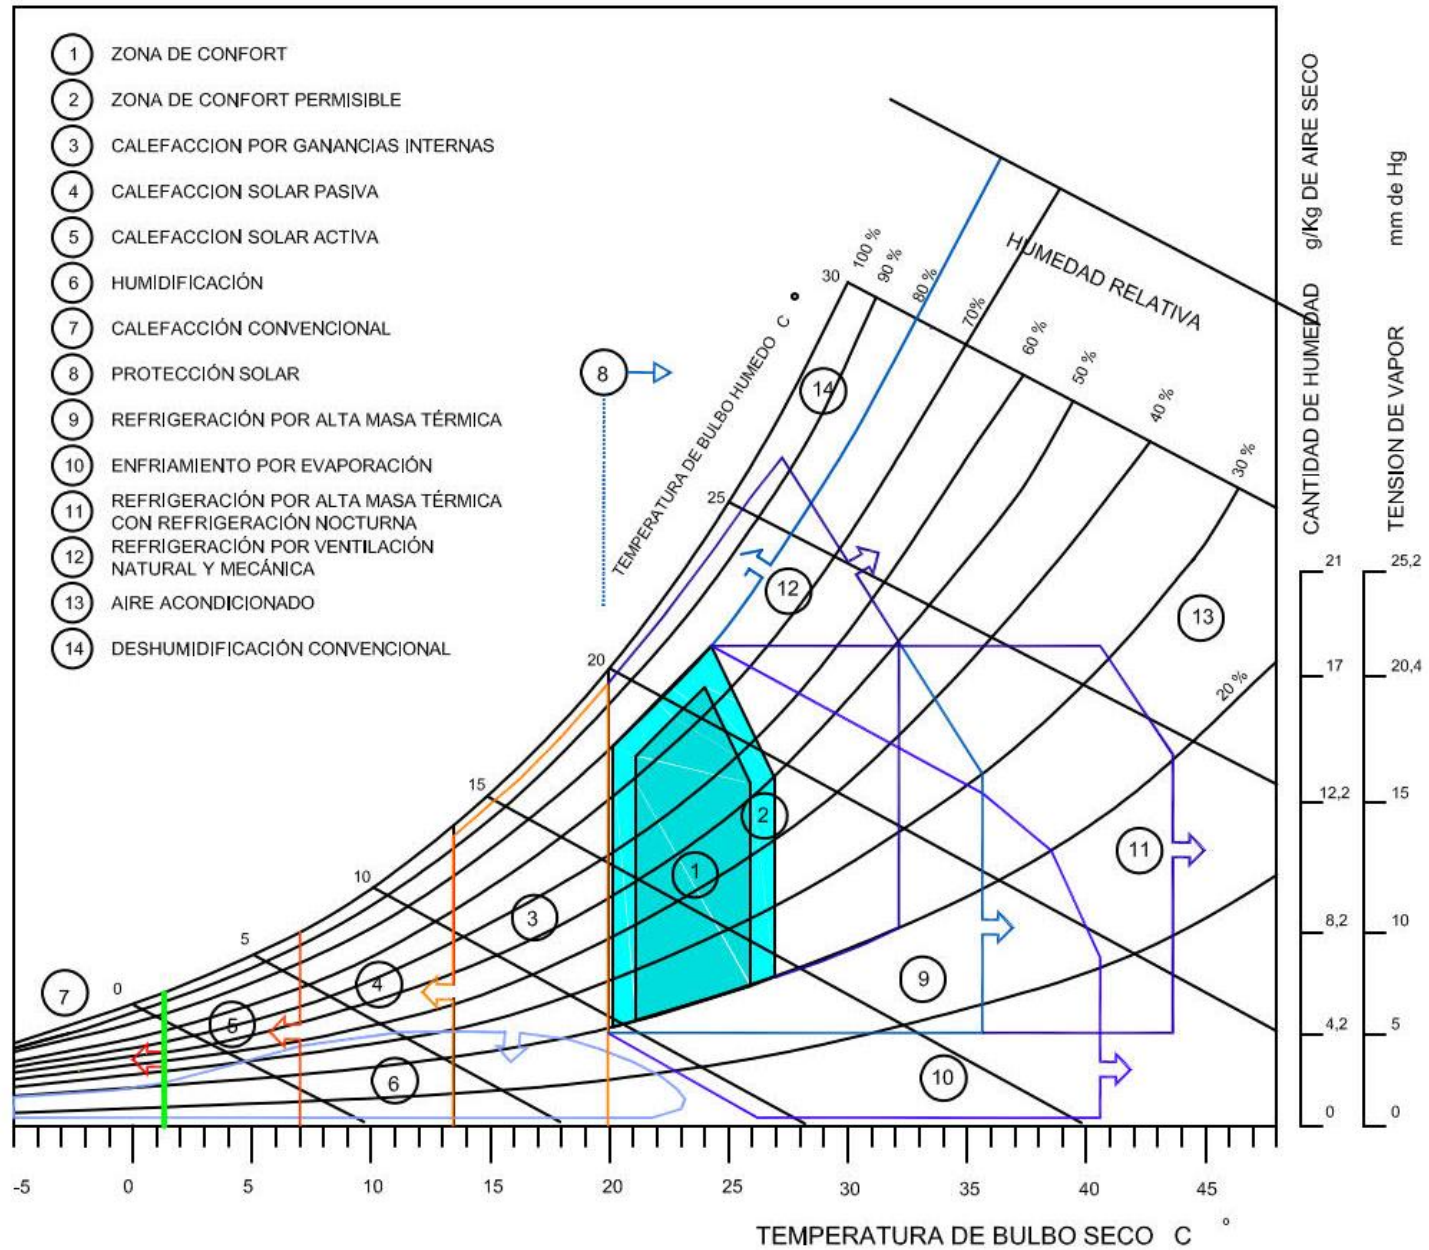 1 ZONA DE CONFORT
2 ZONA DE CONFORT PERMISIBLE
3 CALEFACCION POR GANANCIAS INTERNAS
4 CALEFACCION SOLAR PASIVA
5 CALEFACCION SOLAR ACTIVA
6 HUMIDIFICACIÓN
7 CALEFACCIÓN CONVENCIONAL
8 PROTECCIÓN SOLAR
9 REFRIGERACIÓN POR ALTA MASA TÉRMICA
10 ENFRIAMIENTO POR EVAPORACIÓN
11 REFRIGERACIÓN POR ALTA MASA TÉRMICA
CON REFRIGERACIÓN NOCTURNA
12 REFRIGERACIÓN POR VENTILACIÓN
NATURAL Y MECÁNICA
13 AIRE ACONDICIONADO
14 DESHUMIDIFICACIÓN CONVENCIONAL
8
TEMPERATURA DE BULBO HUMEDO C °
0
5
10
15
20
25
30
100 %
90 %
80 %
70%
60 %
50 %
40 %
30 %
20 %
HUMEDAD RELATIVA
14
12
13
2
1
11
3
4
9
7
5
6
10
CANTIDAD DE HUMEDAD g/Kg DE AIRE SECO
21
17
12,2
8,2
4,2
0
TENSION DE VAPOR mm de Hg
25,2
20,4
15
10
5
0
-5 0 5 10 15 20 25 30 35 40 45
TEMPERATURA DE BULBO SECO C °